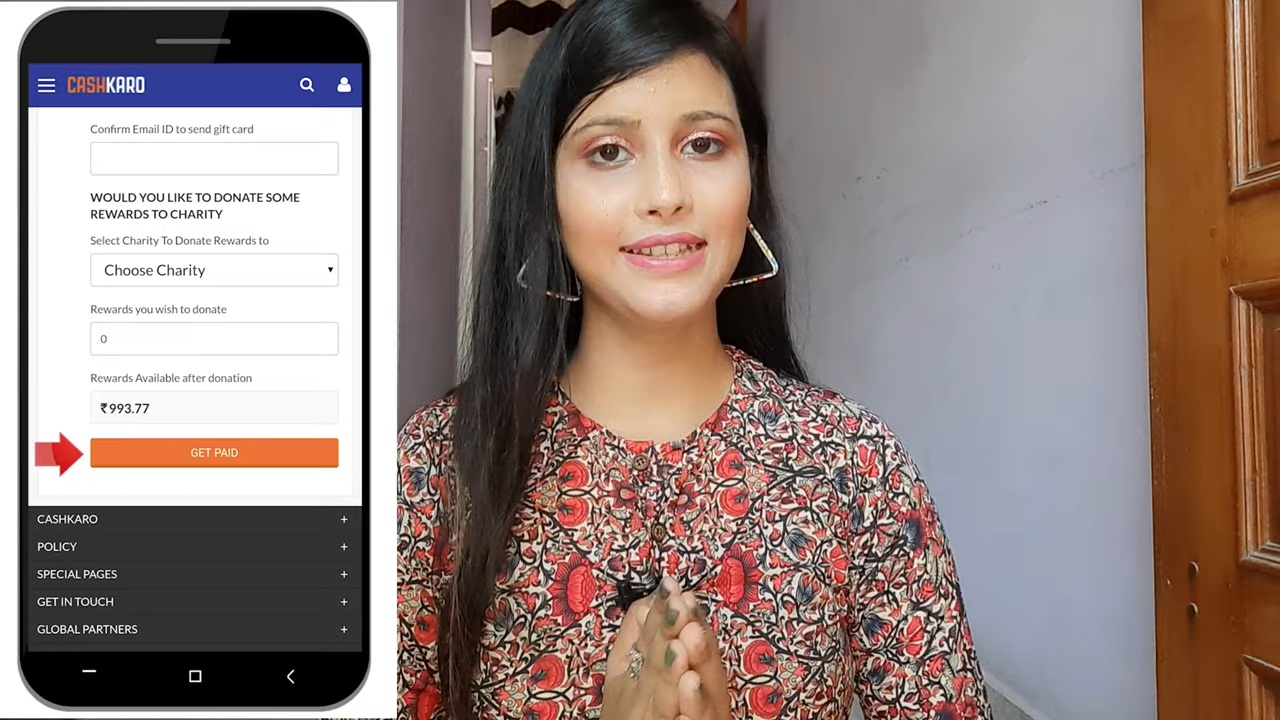 CASHKARO
Confirm Email ID to send gift card
WOULD YOU LIKE TO DONATE SOME
REWARDS TO CHARITY
Select Charity To Donate Rewards to
Choose Charity
Rewards you wish to donate
0
Rewards Available after donation
₹993.77
GET PAID
CASHKARO +
POLICY +
SPECIAL PAGES +
GET IN TOUCH +
GLOBAL PARTNERS +